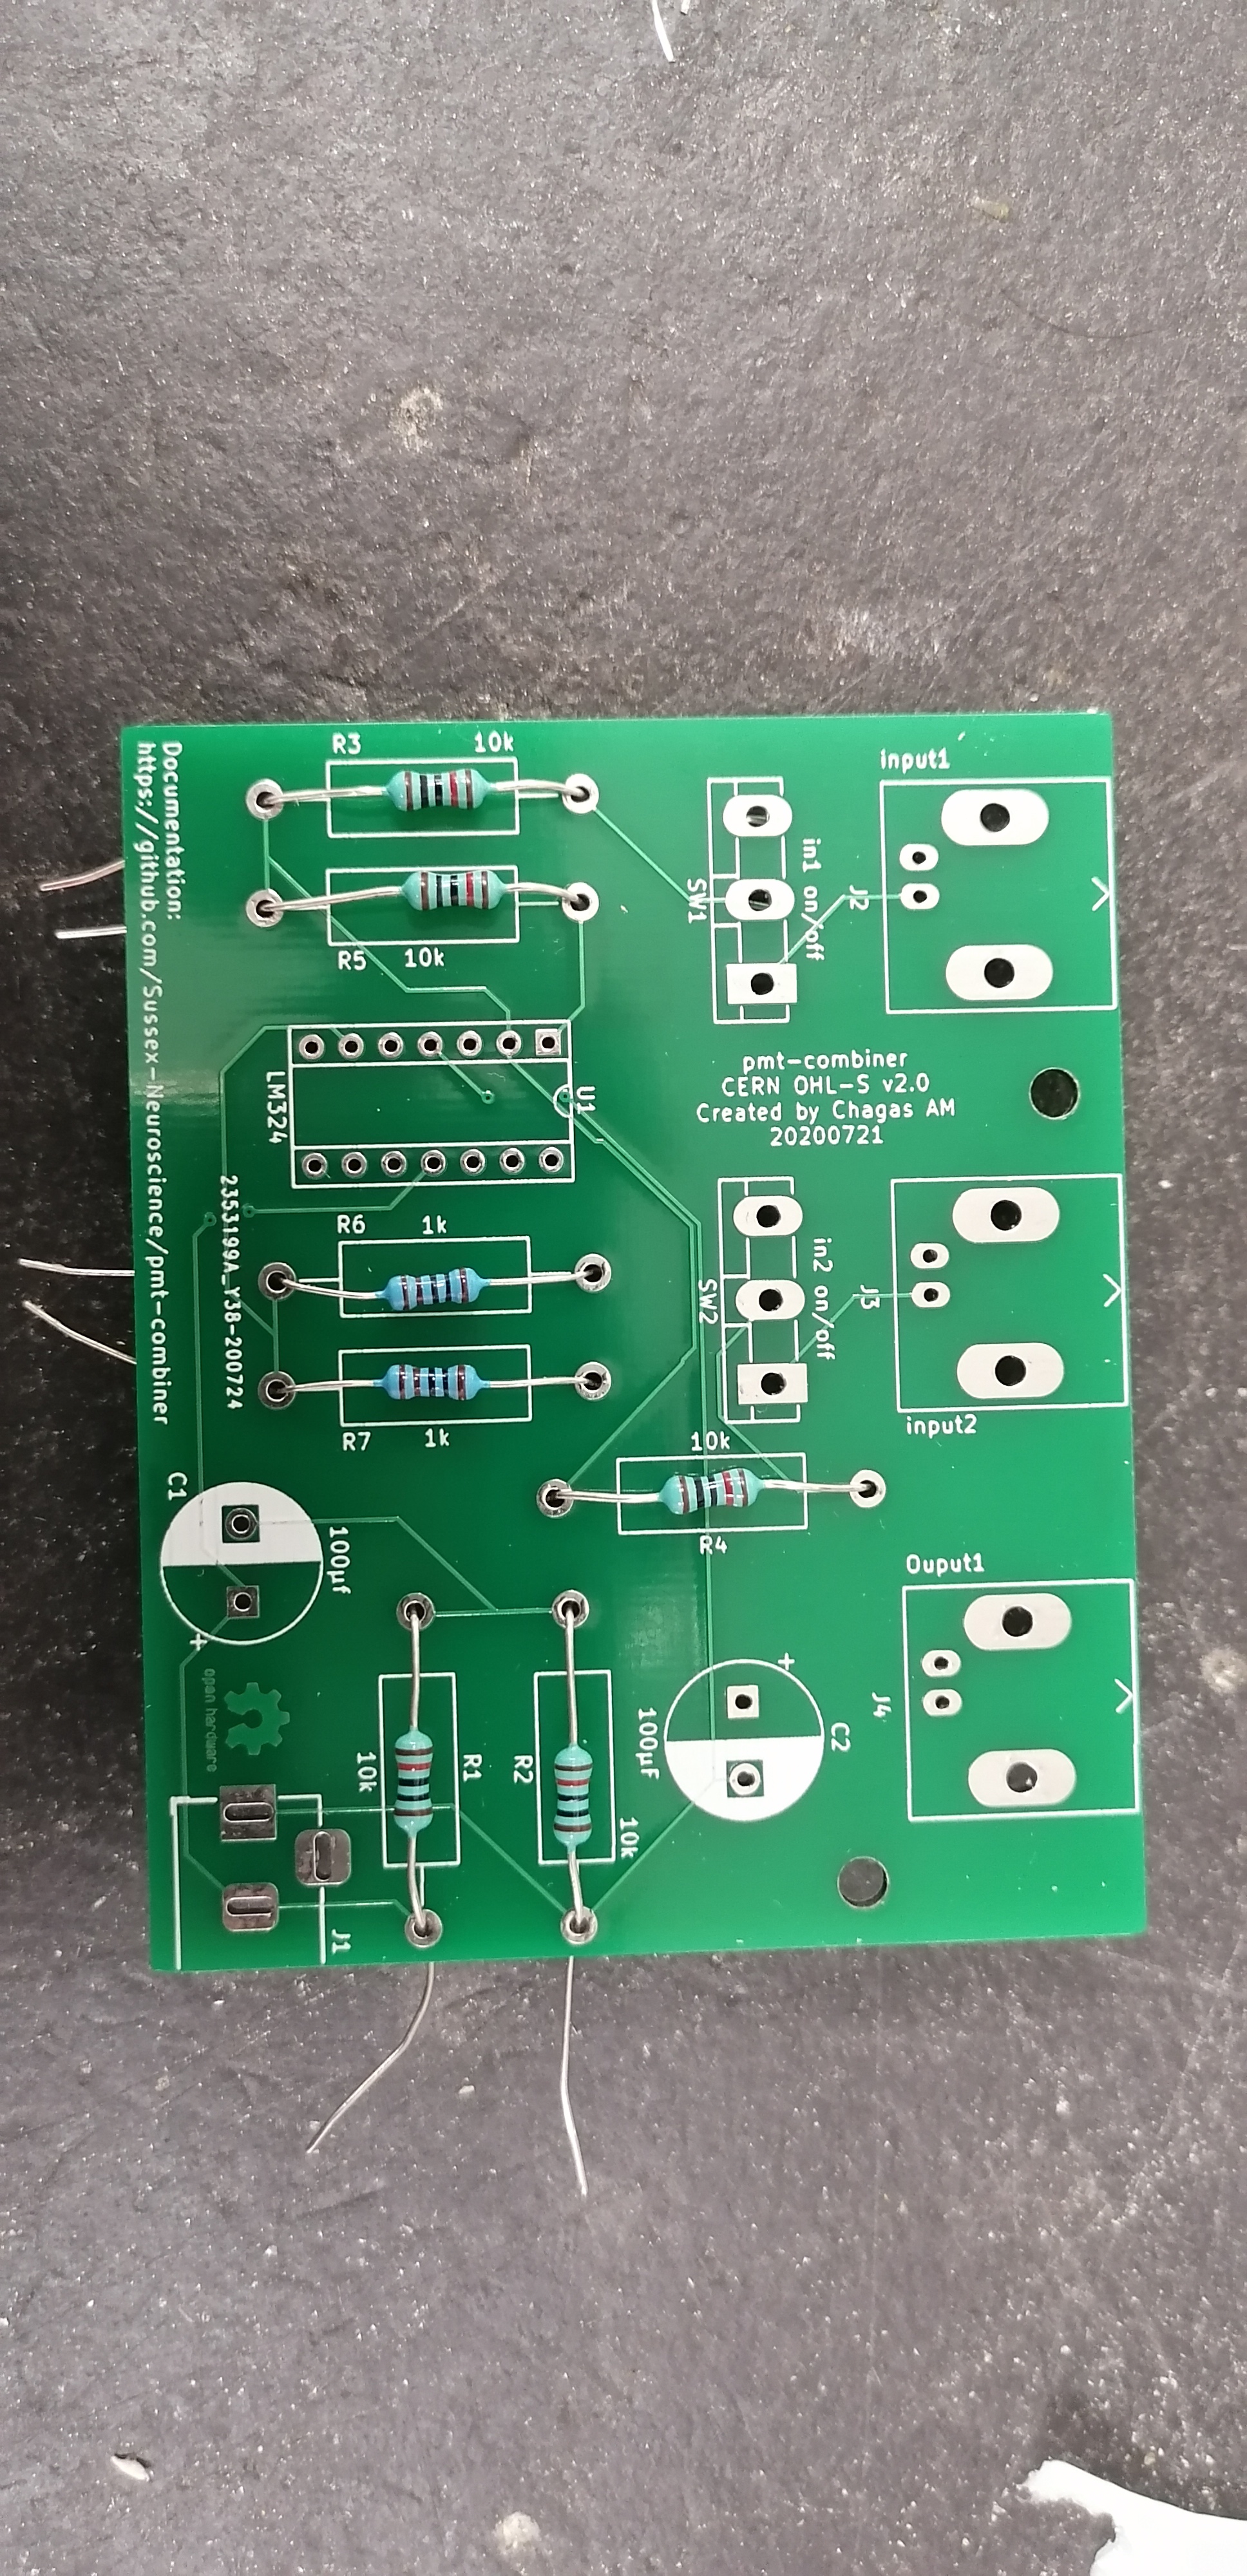 Documentation:
https://github.com/Sussex-Neuroscience/pmt-combiner
R3
10k
R5
10k
input1
in1 on/off
SW1
J2
LM324
U1
pmt-combiner
CERN OHL-S v2.0
Created by Chagas AM
20200721
2353199A_Y38-200724
R6
1k
R7
1k
in2 on/off
SW2
J3
input2
10k
R4
C1
100µf
+
Ouput1
J4
+
C2
100µF
open hardware
10k
R1
R2
10k
J1